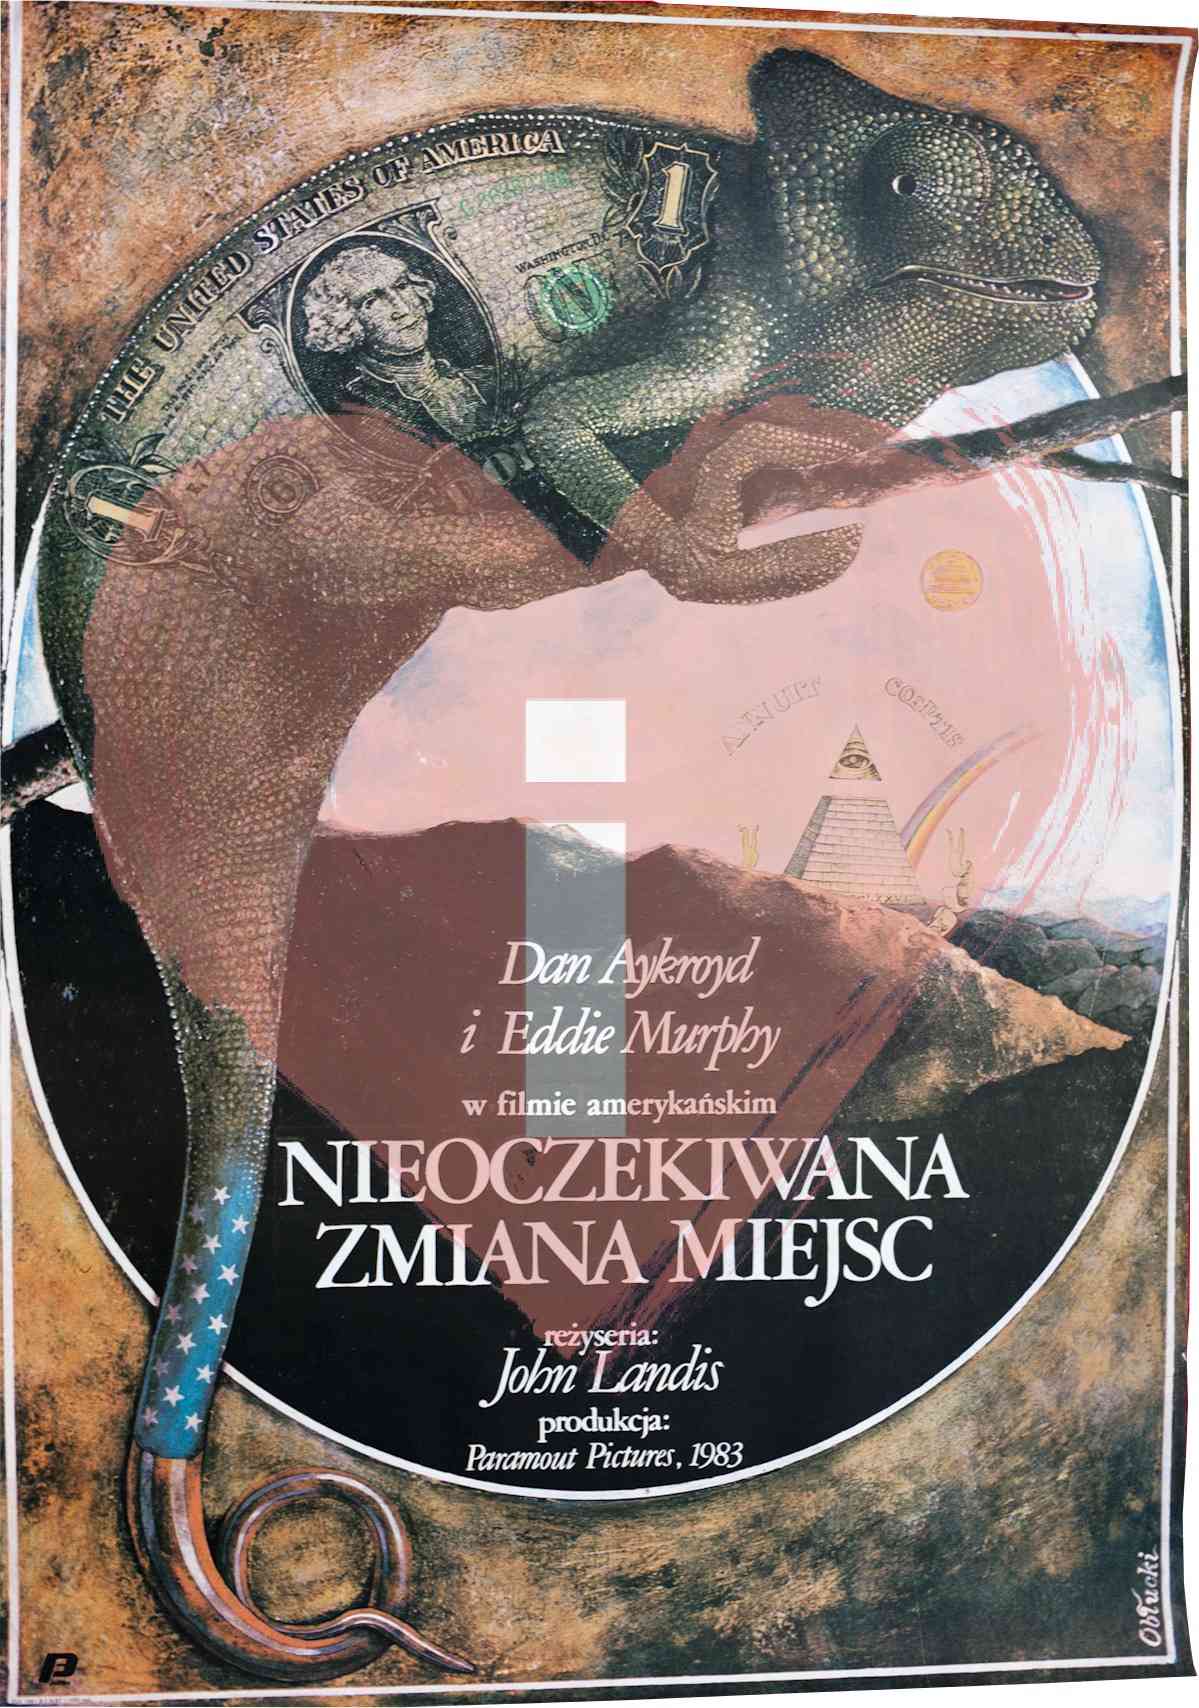 THE UNITED STATES OF AMERICA
1
WASHINGTON, D.C.
1
B
ANNUIT COEPTIS
Dan Aykroyd
i Eddie Murphy
w filmie amerykańskim
NIEOCZEKIWANA
ZMIANA MIEJSC
reżyseria:
John Landis
produkcja:
Paramout Pictures, 1983
Obłucki